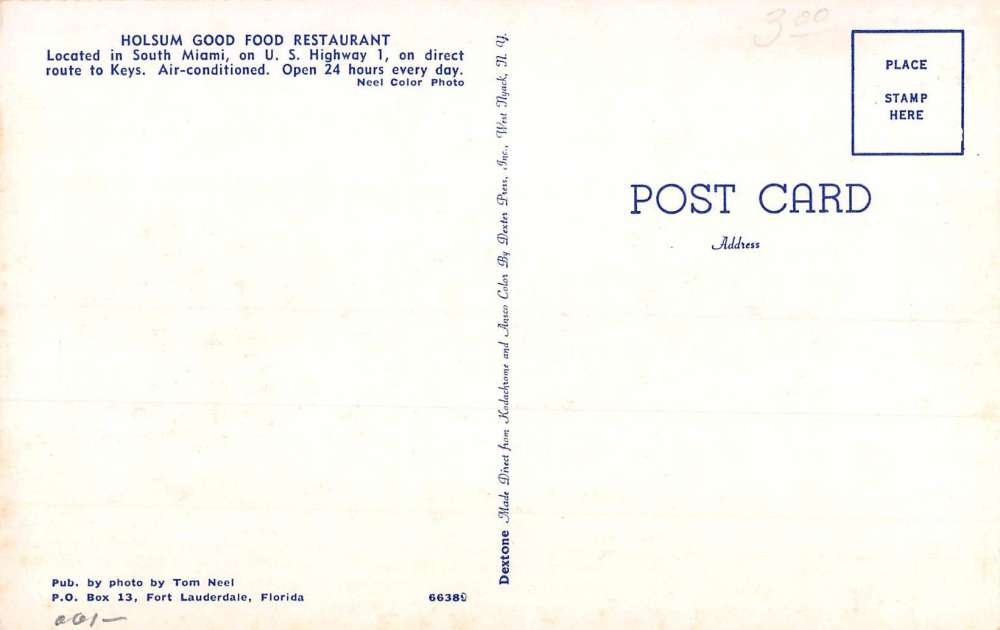 HOLSUM GOOD FOOD RESTAURANT
Located in South Miami, on U. S. Highway 1, on direct
route to Keys. Air-conditioned. Open 24 hours every day.
Neel Color Photo
Pub. by photo by Tom Neel
P.O. Box 13, Fort Lauderdale, Florida
6638
Dextone Made Direct from Kodachrome and Ansco Color By Dexter Press, Inc., West Nyack, N. Y.
3.00
PLACE
STAMP
HERE
POST CARD
Address